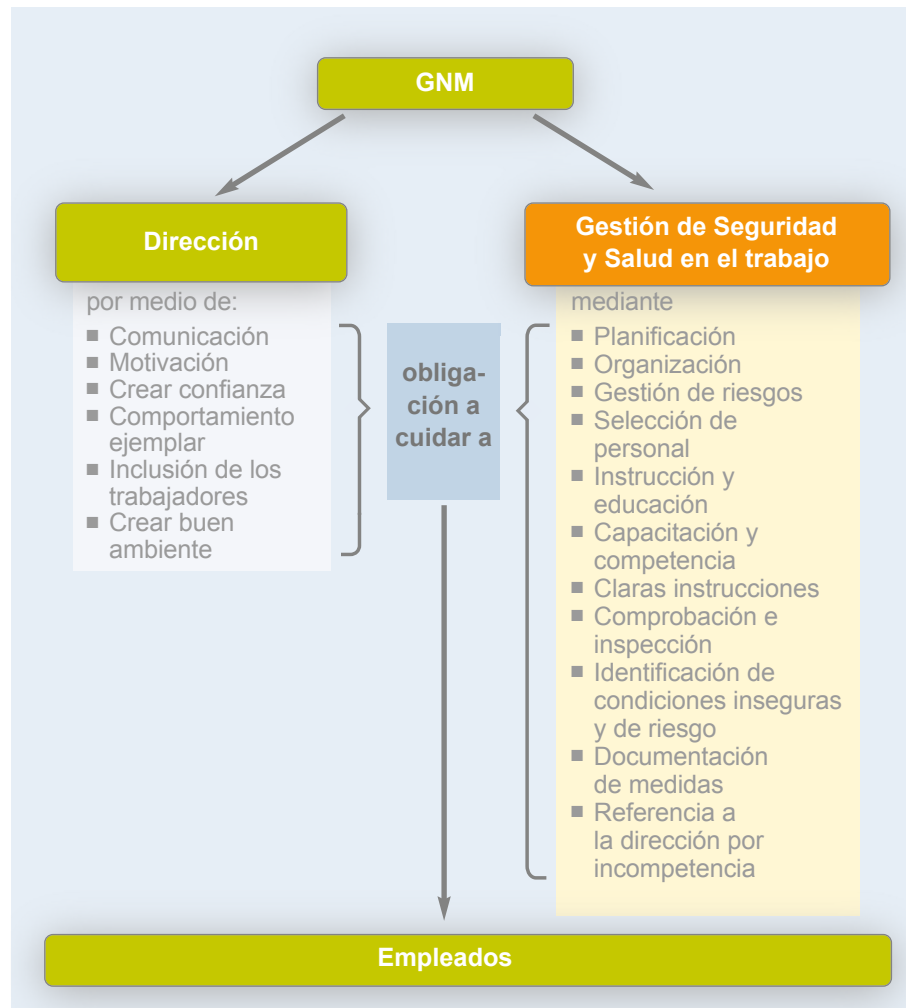 GNM
Dirección
Gestión de Seguridad
y Salud en el trabajo
por medio de:
■ Comunicación
■ Motivación
■ Crear confianza
■ Comportamiento
ejemplar
■ Inclusión de los
trabajadores
■ Crear buen
ambiente
obliga-
ción a
cuidar a
mediante
■ Planificación
■ Organización
■ Gestión de riesgos
■ Selección de
personal
■ Instrucción y
educación
■ Capacitación y
competencia
■ Claras instrucciones
■ Comprobación e
inspección
■ Identificación de
condiciones inseguras
y de riesgo
■ Documentación
de medidas
■ Referencia a
la dirección por
incompetencia
Empleados